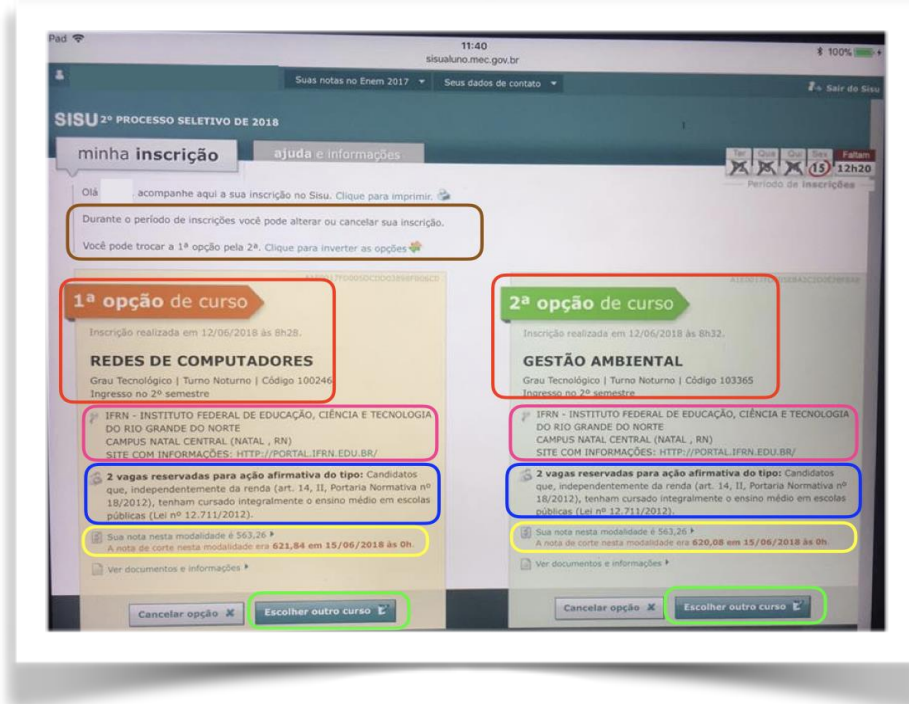 Pad
11:40
sisualuno.mec.gov.br
100%
Suas notas no Enem 2017
Seus dados de contato
Sair do Sisu
SISU 2º PROCESSO SELETIVO DE 2018
minha inscrição
ajuda e informações
Ter Qua Qui Sex Faltam
15 12h20
Período de Inscrições
Olá acompanhe aqui a sua inscrição no Sisu. Clique para imprimir.
Durante o período de inscrições você pode alterar ou cancelar sua inscrição.
Você pode trocar a 1ª opção pela 2ª. Clique para inverter as opções
1ª opção de curso
Inscrição realizada em 12/06/2018 às 8h28.
REDES DE COMPUTADORES
Grau Tecnológico | Turno Noturno | Código 100246
Ingresso no 2º semestre
IFRN - INSTITUTO FEDERAL DE EDUCAÇÃO, CIÊNCIA E TECNOLOGIA
DO RIO GRANDE DO NORTE
CAMPUS NATAL CENTRAL (NATAL , RN)
SITE COM INFORMAÇÕES: HTTP://PORTAL.IFRN.EDU.BR/
2 vagas reservadas para ação afirmativa do tipo: Candidatos
que, independentemente da renda (art. 14, II, Portaria Normativa nº
18/2012), tenham cursado integralmente o ensino médio em escolas
públicas (Lei nº 12.711/2012).
Sua nota nesta modalidade é 563,26
A nota de corte nesta modalidade era 621,84 em 15/06/2018 às 0h.
Ver documentos e informações
Cancelar opção X
Escolher outro curso
2ª opção de curso
Inscrição realizada em 12/06/2018 às 8h32.
GESTÃO AMBIENTAL
Grau Tecnológico | Turno Noturno | Código 103365
Ingresso no 2º semestre
IFRN - INSTITUTO FEDERAL DE EDUCAÇÃO, CIÊNCIA E TECNOLOGIA
DO RIO GRANDE DO NORTE
CAMPUS NATAL CENTRAL (NATAL , RN)
SITE COM INFORMAÇÕES: HTTP://PORTAL.IFRN.EDU.BR/
2 vagas reservadas para ação afirmativa do tipo: Candidatos
que, independentemente da renda (art. 14, II, Portaria Normativa nº
18/2012), tenham cursado integralmente o ensino médio em escolas
públicas (Lei nº 12.711/2012).
Sua nota nesta modalidade é 563,26
A nota de corte nesta modalidade era 620,08 em 15/06/2018 às 0h.
Ver documentos e informações
Cancelar opção X
Escolher outro curso